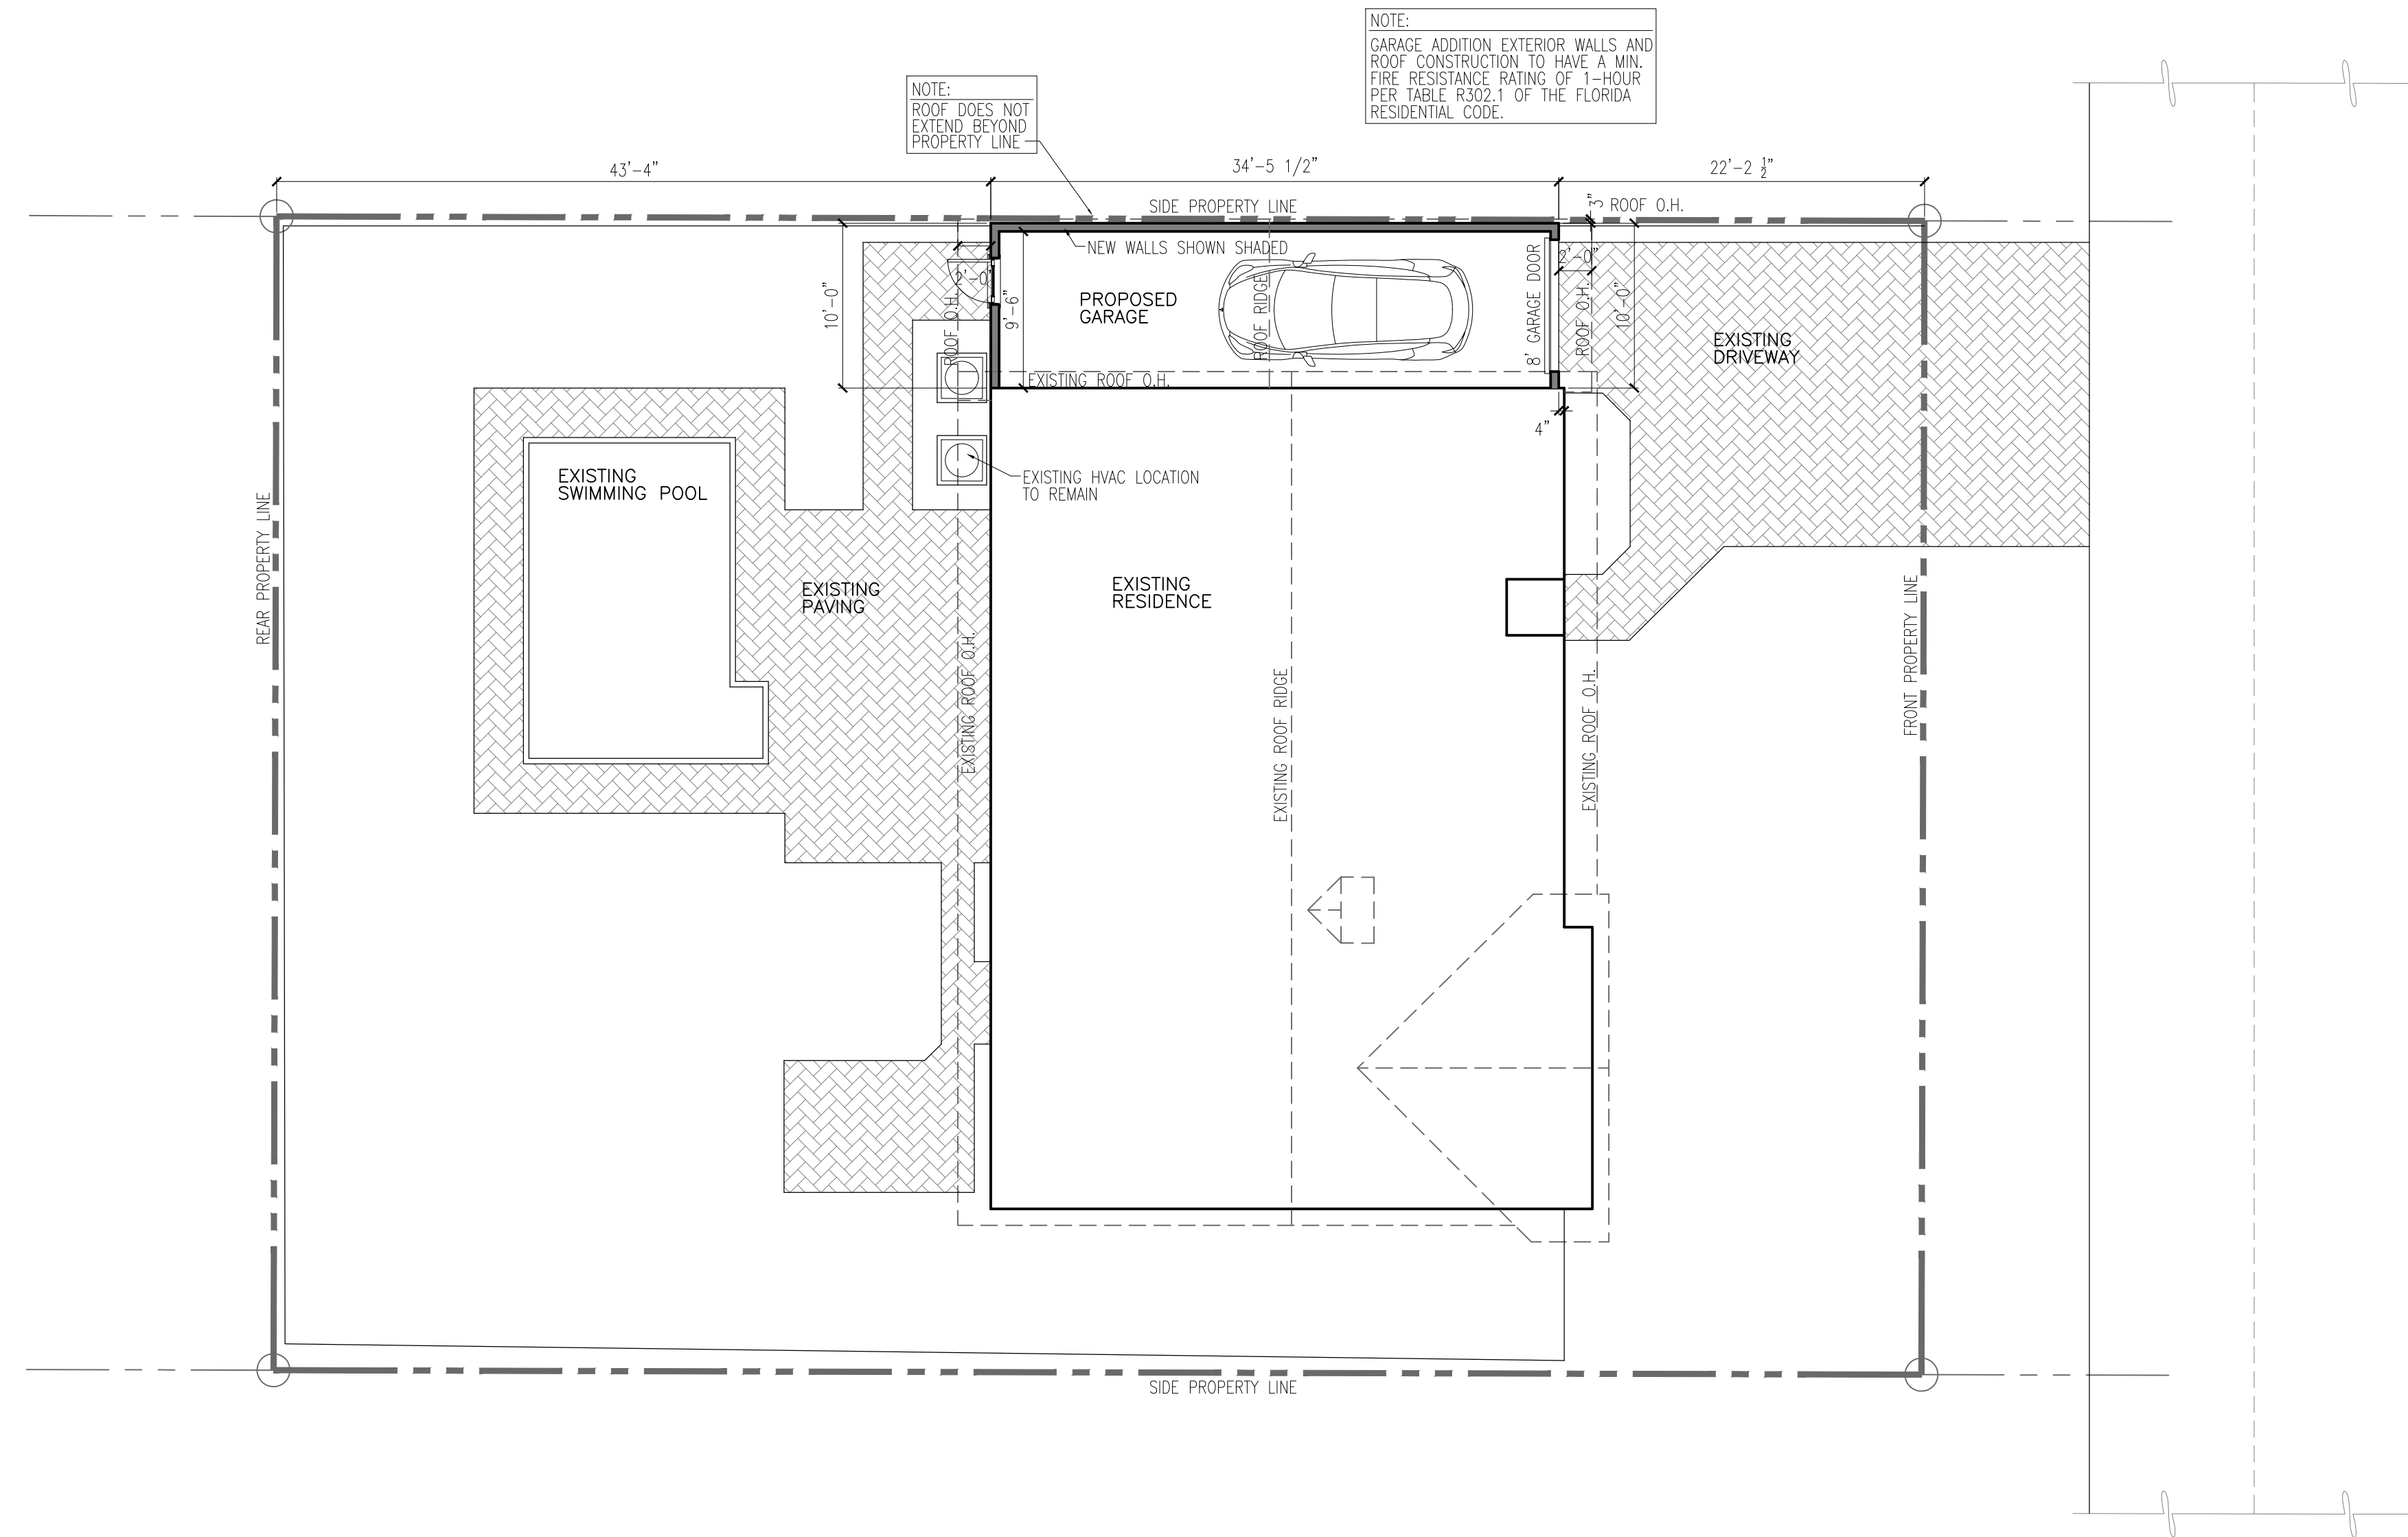 NOTE:
GARAGE ADDITION EXTERIOR WALLS AND
ROOF CONSTRUCTION TO HAVE A MIN.
FIRE RESISTANCE RATING OF 1-HOUR
PER TABLE R302.1 OF THE FLORIDA
RESIDENTIAL CODE.
NOTE:
ROOF DOES NOT
EXTEND BEYOND
PROPERTY LINE
43'-4"
34'-5 1/2"
22'-2 1/2"
SIDE PROPERTY LINE
3" ROOF O.H.
NEW WALLS SHOWN SHADED
2'-0"
2'-0"
10'-0"
ROOF O.H.
9'-6"
PROPOSED
GARAGE
ROOF RIDGE
8' GARAGE DOOR
ROOF O.H.
10'-0"
EXISTING
DRIVEWAY
EXISTING ROOF O.H.
4"
EXISTING
SWIMMING POOL
EXISTING HVAC LOCATION
TO REMAIN
REAR PROPERTY LINE
EXISTING
PAVING
EXISTING
RESIDENCE
FRONT PROPERTY LINE
EXISTING ROOF O.H.
EXISTING ROOF RIDGE
EXISTING ROOF O.H.
SIDE PROPERTY LINE